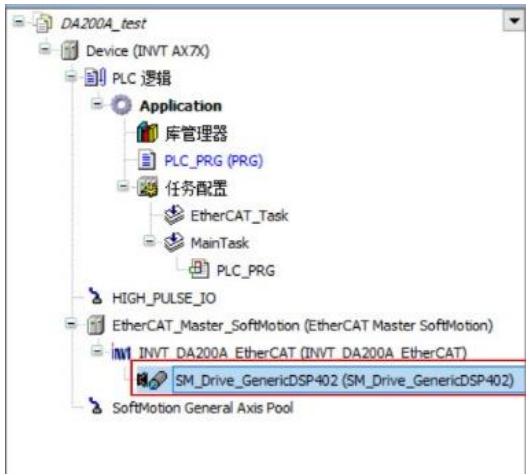 DA200A_test
Device (INVT AX7X)
PLC 逻辑
Application
库管理器
PLC_PRG (PRG)
任务配置
EtherCAT_Task
MainTask
PLC_PRG
HIGH_PULSE_IO
EtherCAT_Master_SoftMotion (EtherCAT Master SoftMotion)
invt INVT_DA200A_EtherCAT (INVT_DA200A_EtherCAT)
SM_Drive_GenericDSP402 (SM_Drive_GenericDSP402)
SoftMotion General Axis Pool